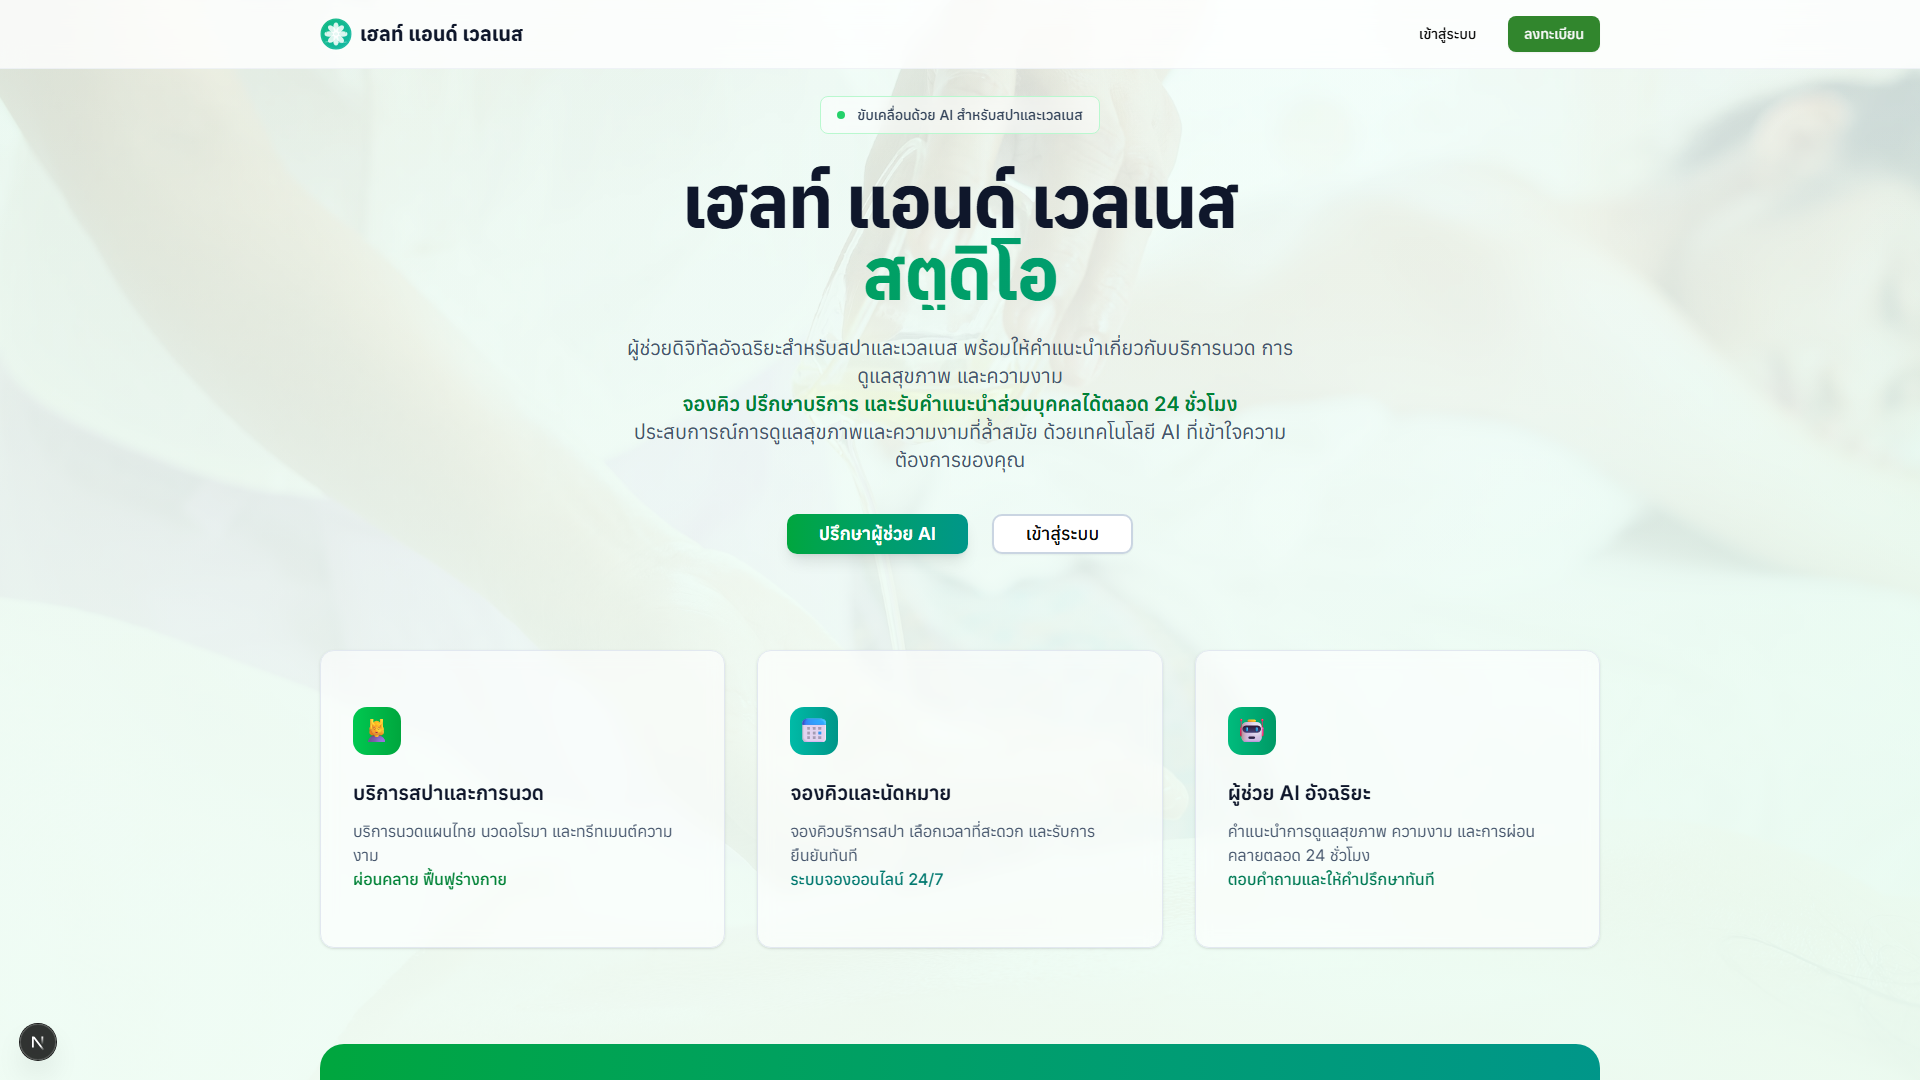 เฮลท์ แอนด์ เวลเนส
เข้าสู่ระบบ
ลงทะเบียน
ขับเคลื่อนด้วย AI สำหรับสปาและเวลเนส
เฮลท์ แอนด์ เวลเนส
สตูดิโอ
ผู้ช่วยดิจิทัลอัจฉริยะสำหรับสปาและเวลเนส พร้อมให้คำแนะนำเกี่ยวกับบริการนวด การ
ดูแลสุขภาพ และความงาม
จองคิว ปรึกษาบริการ และรับคำแนะนำส่วนบุคคลได้ตลอด 24 ชั่วโมง
ประสบการณ์การดูแลสุขภาพและความงามที่ล้ำสมัย ด้วยเทคโนโลยี AI ที่เข้าใจความ
ต้องการของคุณ
ปรึกษาผู้ช่วย AI
เข้าสู่ระบบ
บริการสปาและการนวด
บริการนวดแผนไทย นวดอโรมา และทรีทเมนต์ความ
งาม
ผ่อนคลาย ฟื้นฟูร่างกาย
จองคิวและนัดหมาย
จองคิวบริการสปา เลือกเวลาที่สะดวก และรับการ
ยืนยันทันที
ระบบจองออนไลน์ 24/7
ผู้ช่วย AI อัจฉริยะ
คำแนะนำการดูแลสุขภาพ ความงาม และการผ่อน
คลายตลอด 24 ชั่วโมง
ตอบคำถามและให้คำปรึกษาทันที
N